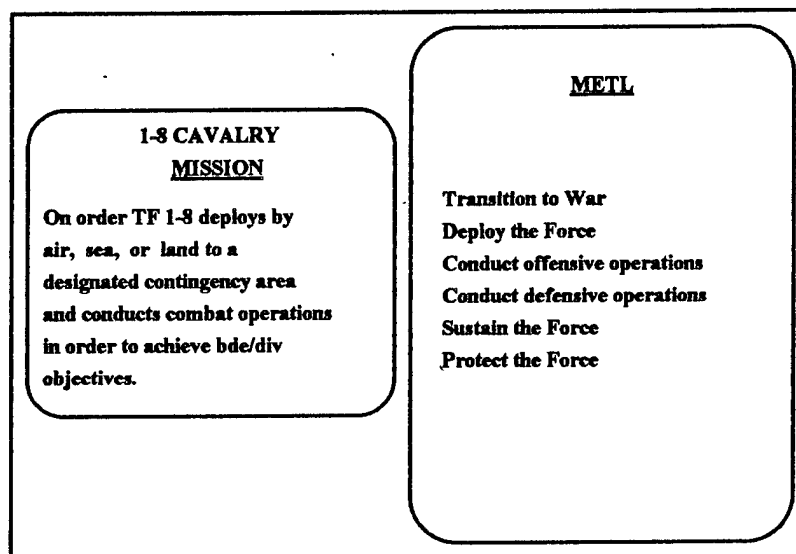 1-8 CAVALRY
MISSION
On order TF 1-8 deploys by
air, sea, or land to a
designated contingency area
and conducts combat operations
in order to achieve bde/div
objectives.
METL
Transition to War
Deploy the Force
Conduct offensive operations
Conduct defensive operations
Sustain the Force
Protect the Force